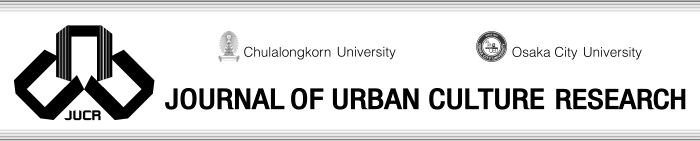 Chulalongkorn University
Osaka City University
JUCR
JOURNAL OF URBAN CULTURE RESEARCH